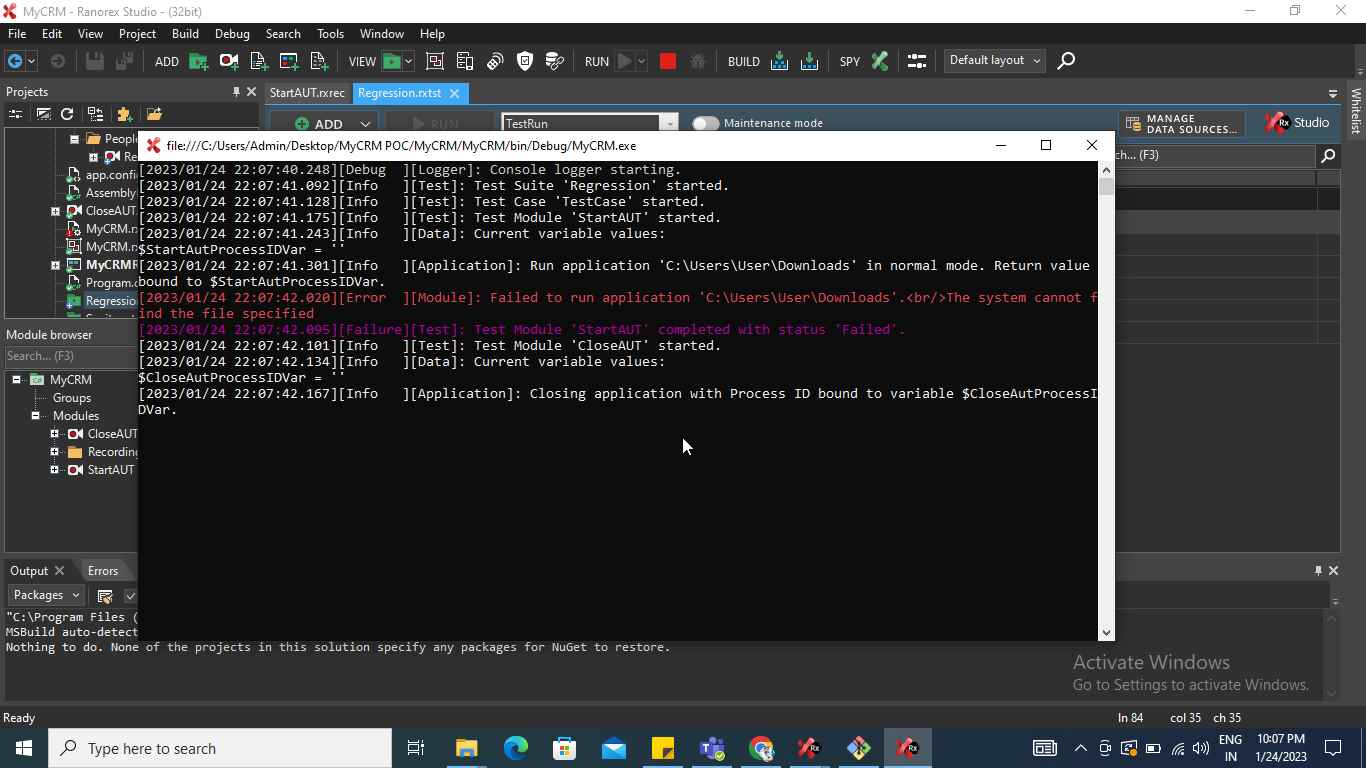 MyCRM - Ranorex Studio - (32bit)
File Edit View Project Build Debug Search Tools Window Help
ADD VIEW RUN BUILD SPY Default layout
Projects
StartAUT.rxrec Regression.rxtst
ADD RUN TestRun Maintenance mode MANAGE DATA SOURCES... Rx Studio
Whitelist
ch... (F3)
People
Re
app.confi
Assembly
CloseAUT.
MyCRM.r
MyCRM.r
MyCRMR
Program.c
Regressio
file:///C:/Users/Admin/Desktop/MyCRM POC/MyCRM/MyCRM/bin/Debug/MyCRM.exe
[2023/01/24 22:07:40.248][Debug  ][Logger]: Console logger starting.
[2023/01/24 22:07:41.092][Info   ][Test]: Test Suite 'Regression' started.
[2023/01/24 22:07:41.128][Info   ][Test]: Test Case 'TestCase' started.
[2023/01/24 22:07:41.175][Info   ][Test]: Test Module 'StartAUT' started.
[2023/01/24 22:07:41.243][Info   ][Data]: Current variable values:
$StartAutProcessIDVar = ''
[2023/01/24 22:07:41.301][Info   ][Application]: Run application 'C:\Users\User\Downloads' in normal mode. Return value
bound to $StartAutProcessIDVar.
[2023/01/24 22:07:42.020][Error  ][Module]: Failed to run application 'C:\Users\User\Downloads'.<br/>The system cannot f
ind the file specified
[2023/01/24 22:07:42.095][Failure][Test]: Test Module 'StartAUT' completed with status 'Failed'.
[2023/01/24 22:07:42.101][Info   ][Test]: Test Module 'CloseAUT' started.
[2023/01/24 22:07:42.134][Info   ][Data]: Current variable values:
$CloseAutProcessIDVar = ''
[2023/01/24 22:07:42.167][Info   ][Application]: Closing application with Process ID bound to variable $CloseAutProcessI
DVar.
Module browser
Search... (F3)
MyCRM
Groups
Modules
CloseAUT
Recording
StartAUT
Output Errors
Packages
"C:\Program Files (
MSBuild auto-detect
Nothing to do. None of the projects in this solution specify any packages for NuGet to restore.
Activate Windows
Go to Settings to activate Windows.
Ready ln 84 col 35 ch 35
Type here to search
ENG
IN
10:07 PM
1/24/2023